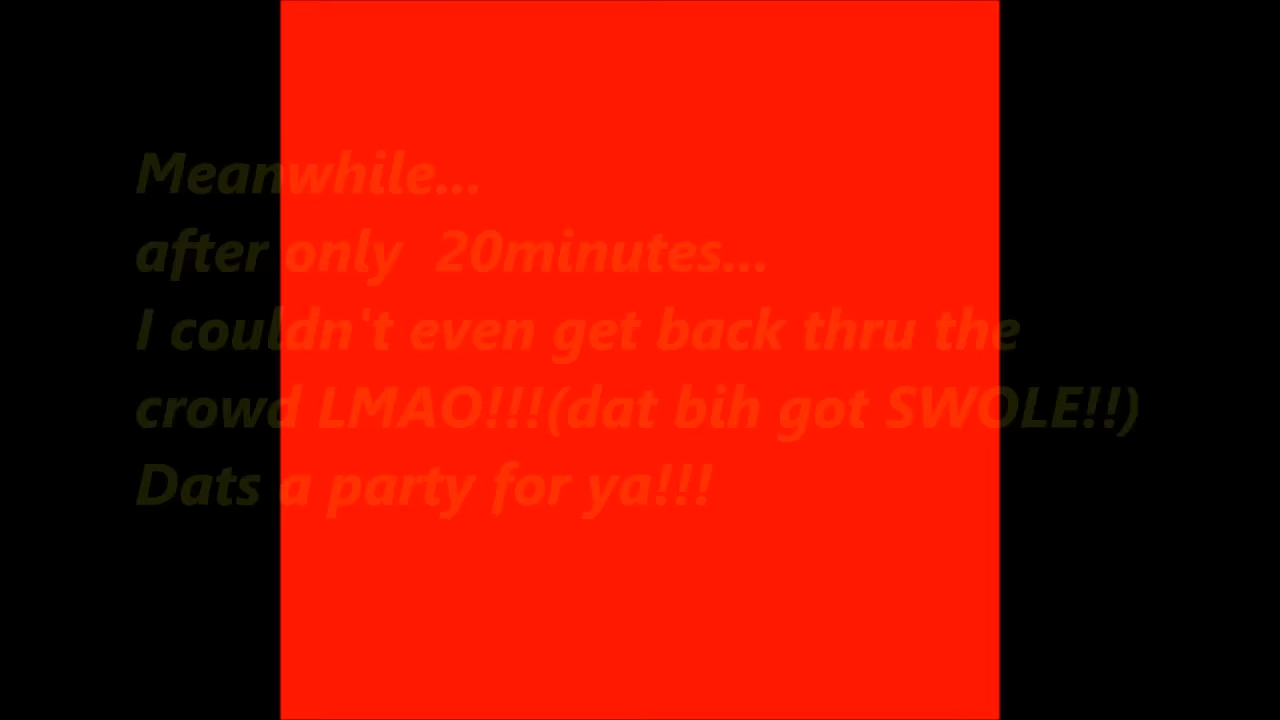 Meanwhile...
after only  20minutes...
I couldn't even get back thru the
crowd LMAO!!!(dat bih got SWOLE!!)
Dats a party for ya!!!